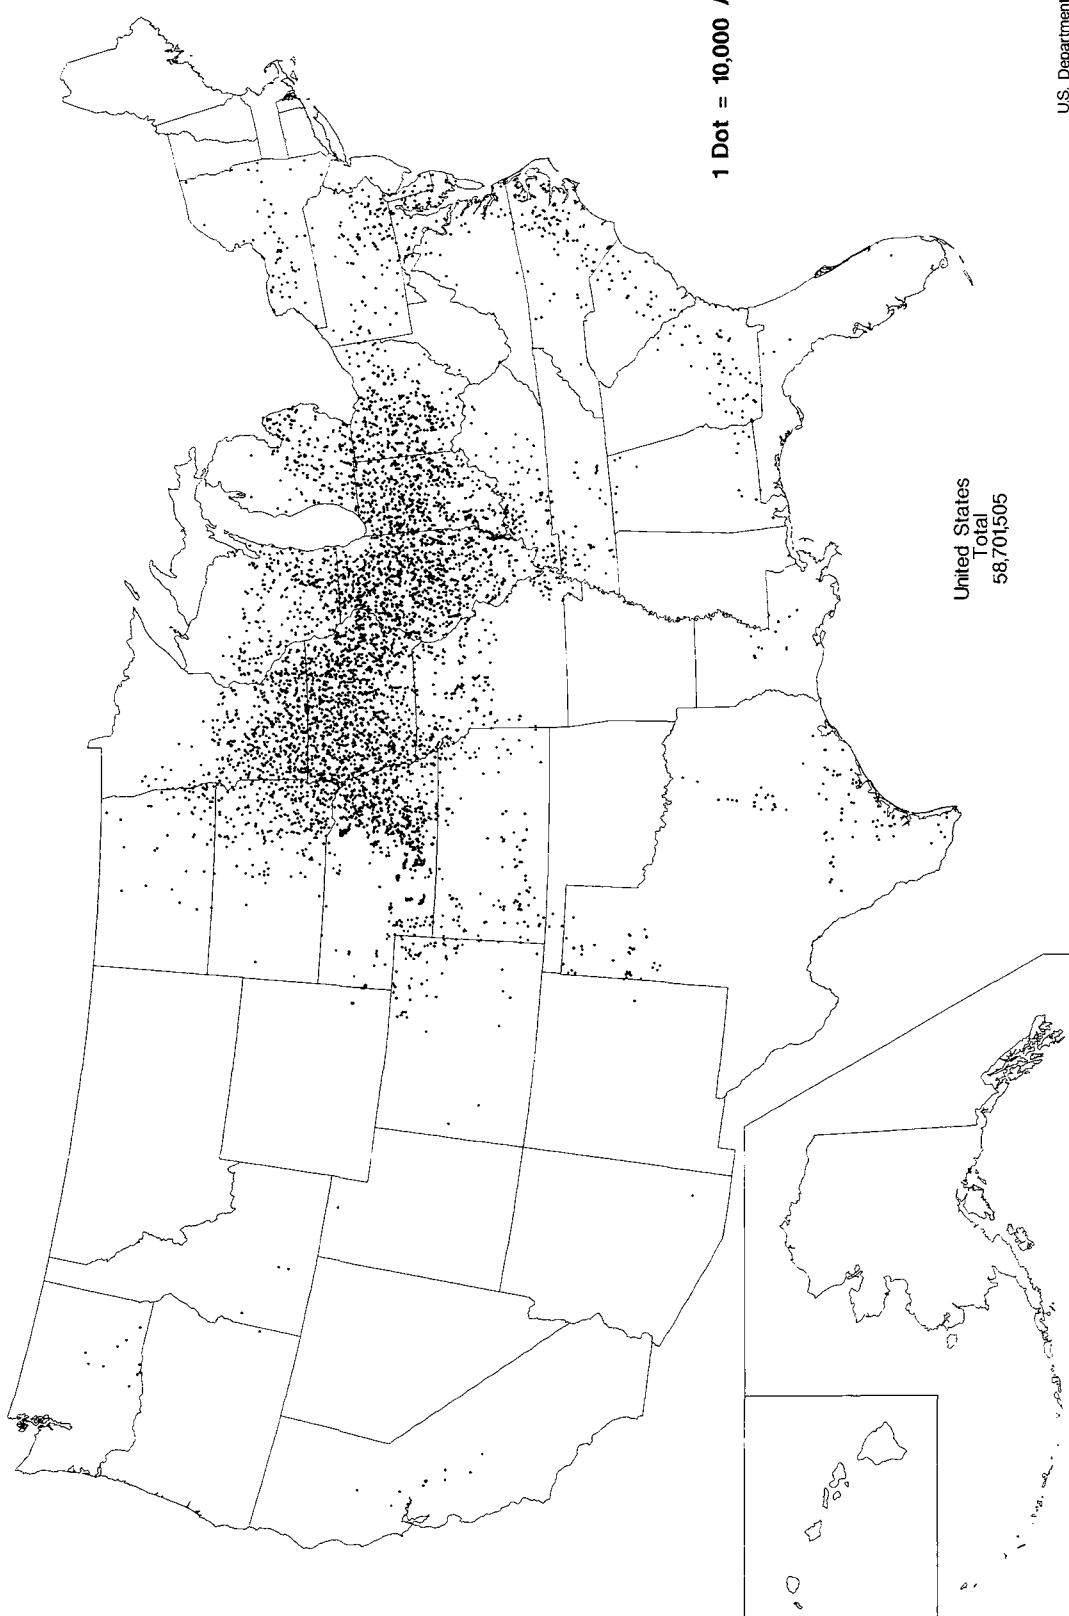 1 Dot = 10,000
United States
Total
58,701,505
U.S. Department